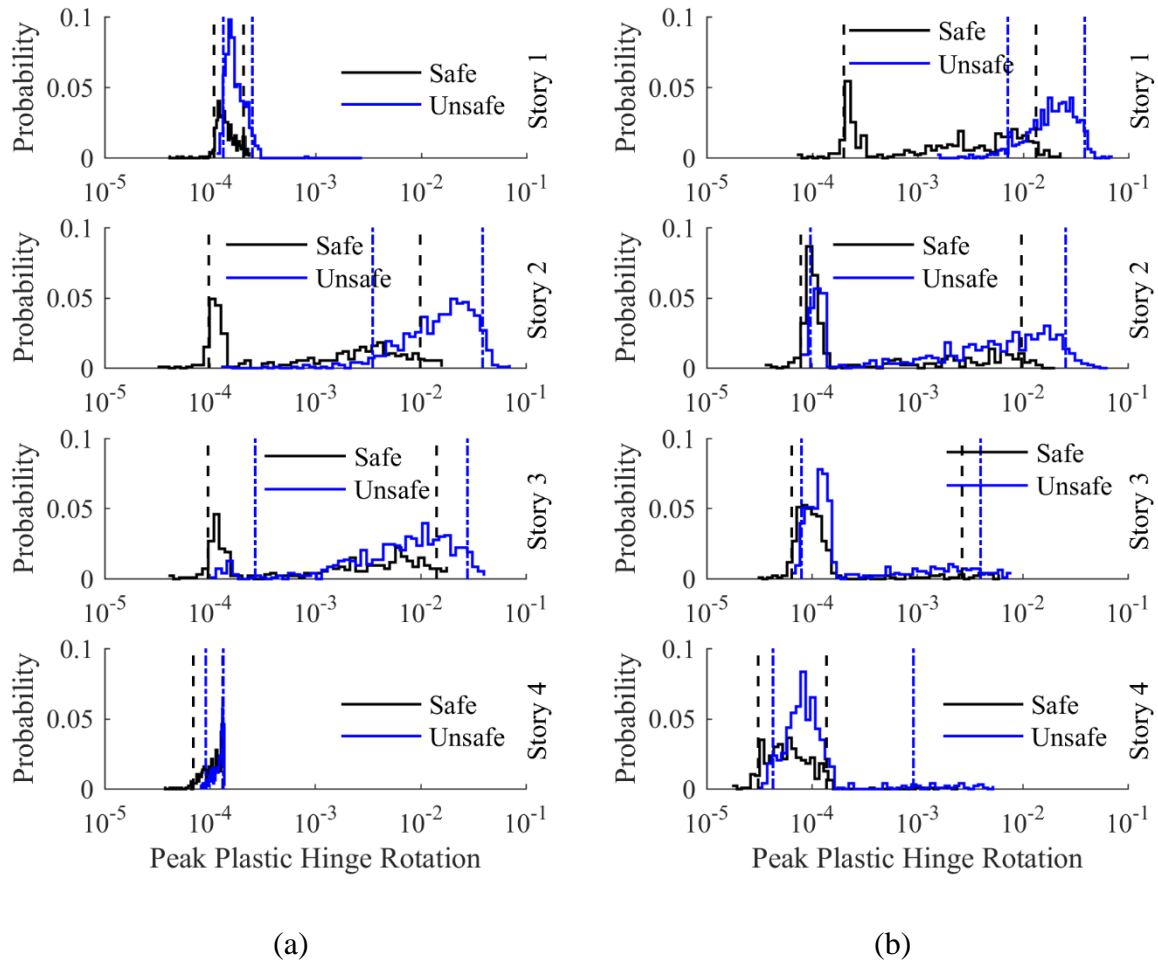 0.1
0.05
0
Probability
Safe
Unsafe
Story 1
10^-5
10^-4
10^-3
10^-2
10^-1
0.1
0.05
0
Probability
Safe
Unsafe
Story 2
10^-5
10^-4
10^-3
10^-2
10^-1
0.1
0.05
0
Probability
Safe
Unsafe
Story 3
10^-5
10^-4
10^-3
10^-2
10^-1
0.1
0.05
0
Probability
Safe
Unsafe
Story 4
10^-5
10^-4
10^-3
10^-2
10^-1
Peak Plastic Hinge Rotation
(a)
0.1
0.05
0
Probability
Safe
Unsafe
Story 1
10^-5
10^-4
10^-3
10^-2
10^-1
0.1
0.05
0
Probability
Safe
Unsafe
Story 2
10^-5
10^-4
10^-3
10^-2
10^-1
0.1
0.05
0
Probability
Safe
Unsafe
Story 3
10^-5
10^-4
10^-3
10^-2
10^-1
0.1
0.05
0
Probability
Safe
Unsafe
Story 4
10^-5
10^-4
10^-3
10^-2
10^-1
Peak Plastic Hinge Rotation
(b)